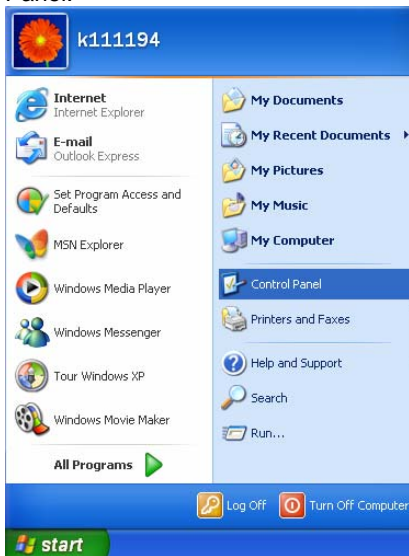 Panel.
k111194
Internet
Internet Explorer
E-mail
Outlook Express
Set Program Access and
Defaults
MSN Explorer
Windows Media Player
Windows Messenger
Tour Windows XP
Windows Movie Maker
All Programs
My Documents
My Recent Documents
My Pictures
My Music
My Computer
Control Panel
Printers and Faxes
Help and Support
Search
Run...
Log Off
Turn Off Computer
start